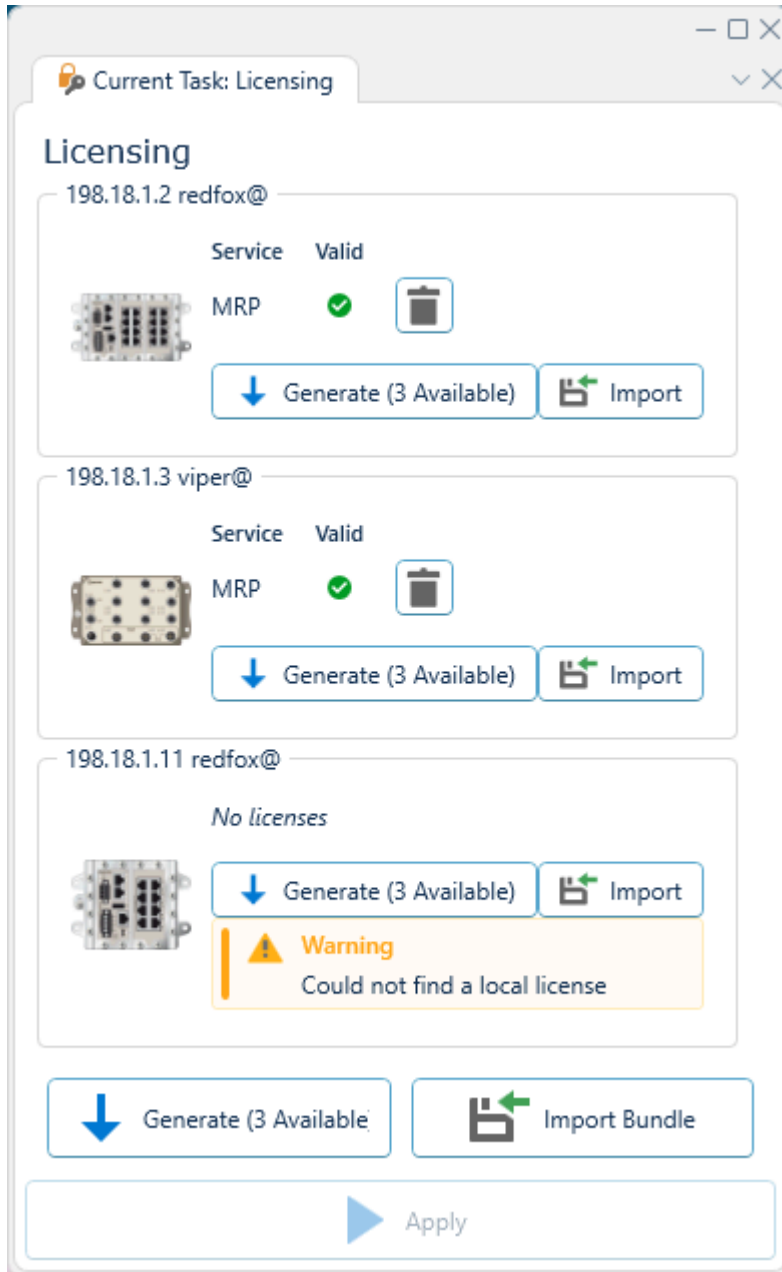 Current Task: Licensing
Licensing
198.18.1.2 redfox@
Service Valid
MRP
Generate (3 Available) Import
198.18.1.3 viper@
Service Valid
MRP
Generate (3 Available) Import
198.18.1.11 redfox@
No licenses
Generate (3 Available) Import
Warning
Could not find a local license
Generate (3 Available) Import Bundle
Apply